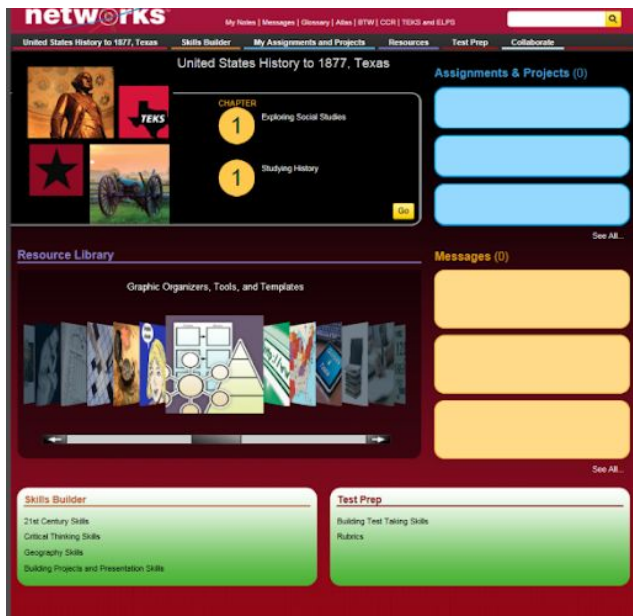 networks
My Notes | Messages | Glossary | Atlas | BTW | CCR | TEKS and ELPS
United States History to 1877, Texas Skills Builder My Assignments and Projects Resources Test Prep Collaborate
United States History to 1877, Texas
TEKS
CHAPTER
1 Exploring Social Studies
1 Studying History
Go
Assignments & Projects (0)
See All...
Resource Library
Graphic Organizers, Tools, and Templates
Messages (0)
See All...
Skills Builder
21st Century Skills
Critical Thinking Skills
Geography Skills
Building Projects and Presentation Skills
Test Prep
Building Test Taking Skills
Rubrics